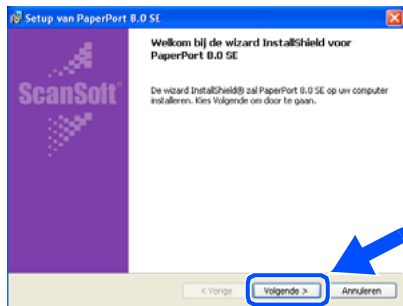 Setup van PaperPort 8.0 SE
Welkom bij de wizard InstallShield voor
PaperPort 8.0 SE
ScanSoft®
De wizard InstallShield® zal PaperPort 8.0 SE op uw computer
installeren. Kies Volgende om door te gaan.
< Vorige Volgende > Annuleren